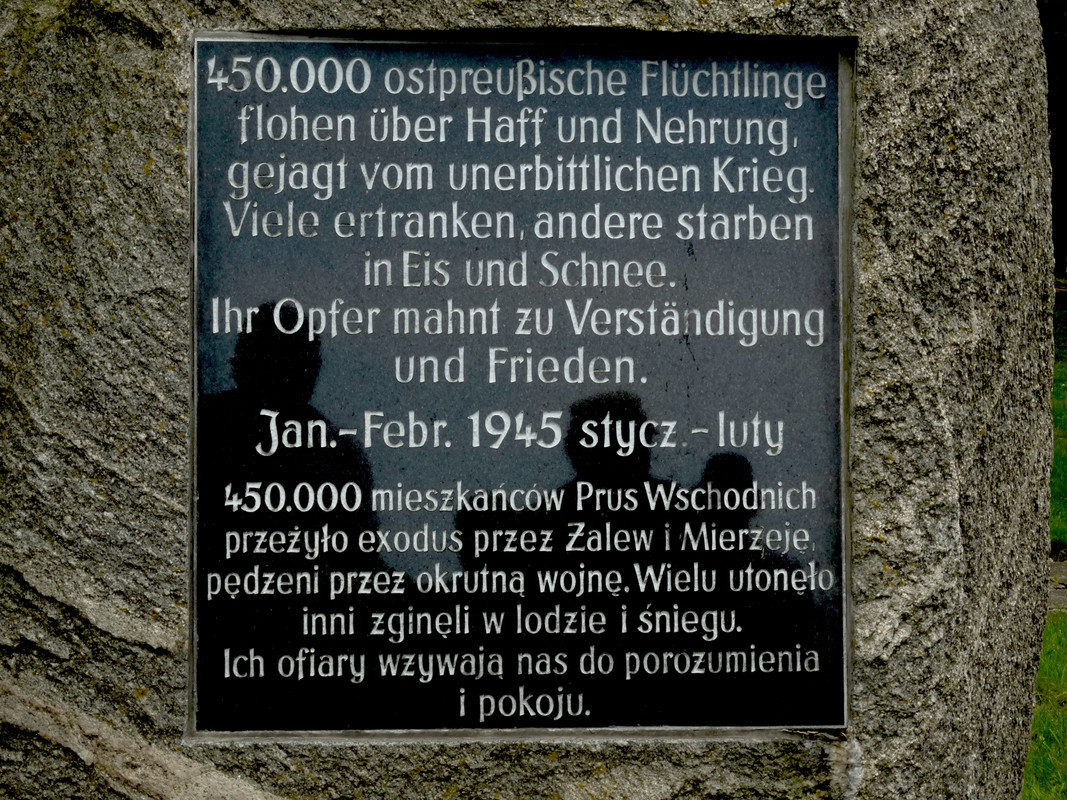 450.000 ostpreußische Flüchtlinge
flohen über Haff und Nehrung,
gejagt vom unerbittlichen Krieg.
Viele ertranken, andere starben
in Eis und Schnee.
Ihr Opfer mahnt zu Verständigung
und Frieden.
Jan.-Febr. 1945 stycz.-luty
450.000 mieszkańców Prus Wschodnich
przeżyło exodus przez Zalew i Mierzeję,
pędzeni przez okrutną wojnę. Wielu utonęło
inni zginęli w lodzie i śniegu.
Ich ofiary wzywają nas do porozumienia
i pokoju.